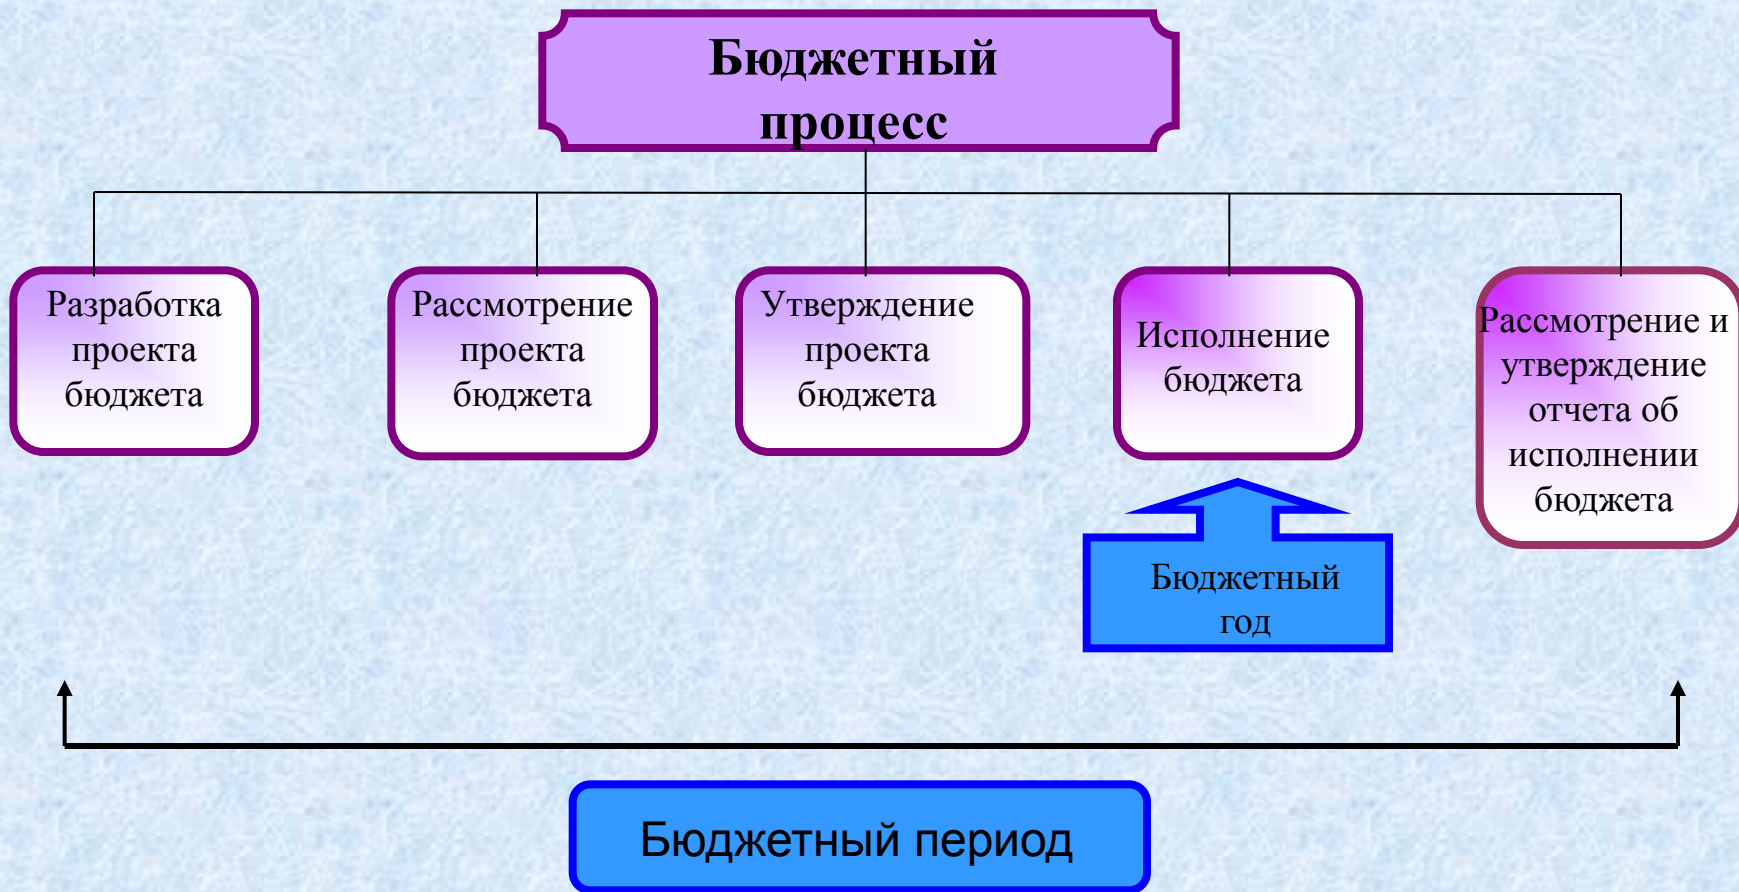 Бюджетный
процесс
Разработка
проекта
бюджета
Рассмотрение
проекта
бюджета
Утверждение
проекта
бюджета
Исполнение
бюджета
Рассмотрение и
утверждение
отчета об
исполнении
бюджета
Бюджетный
год
Бюджетный период